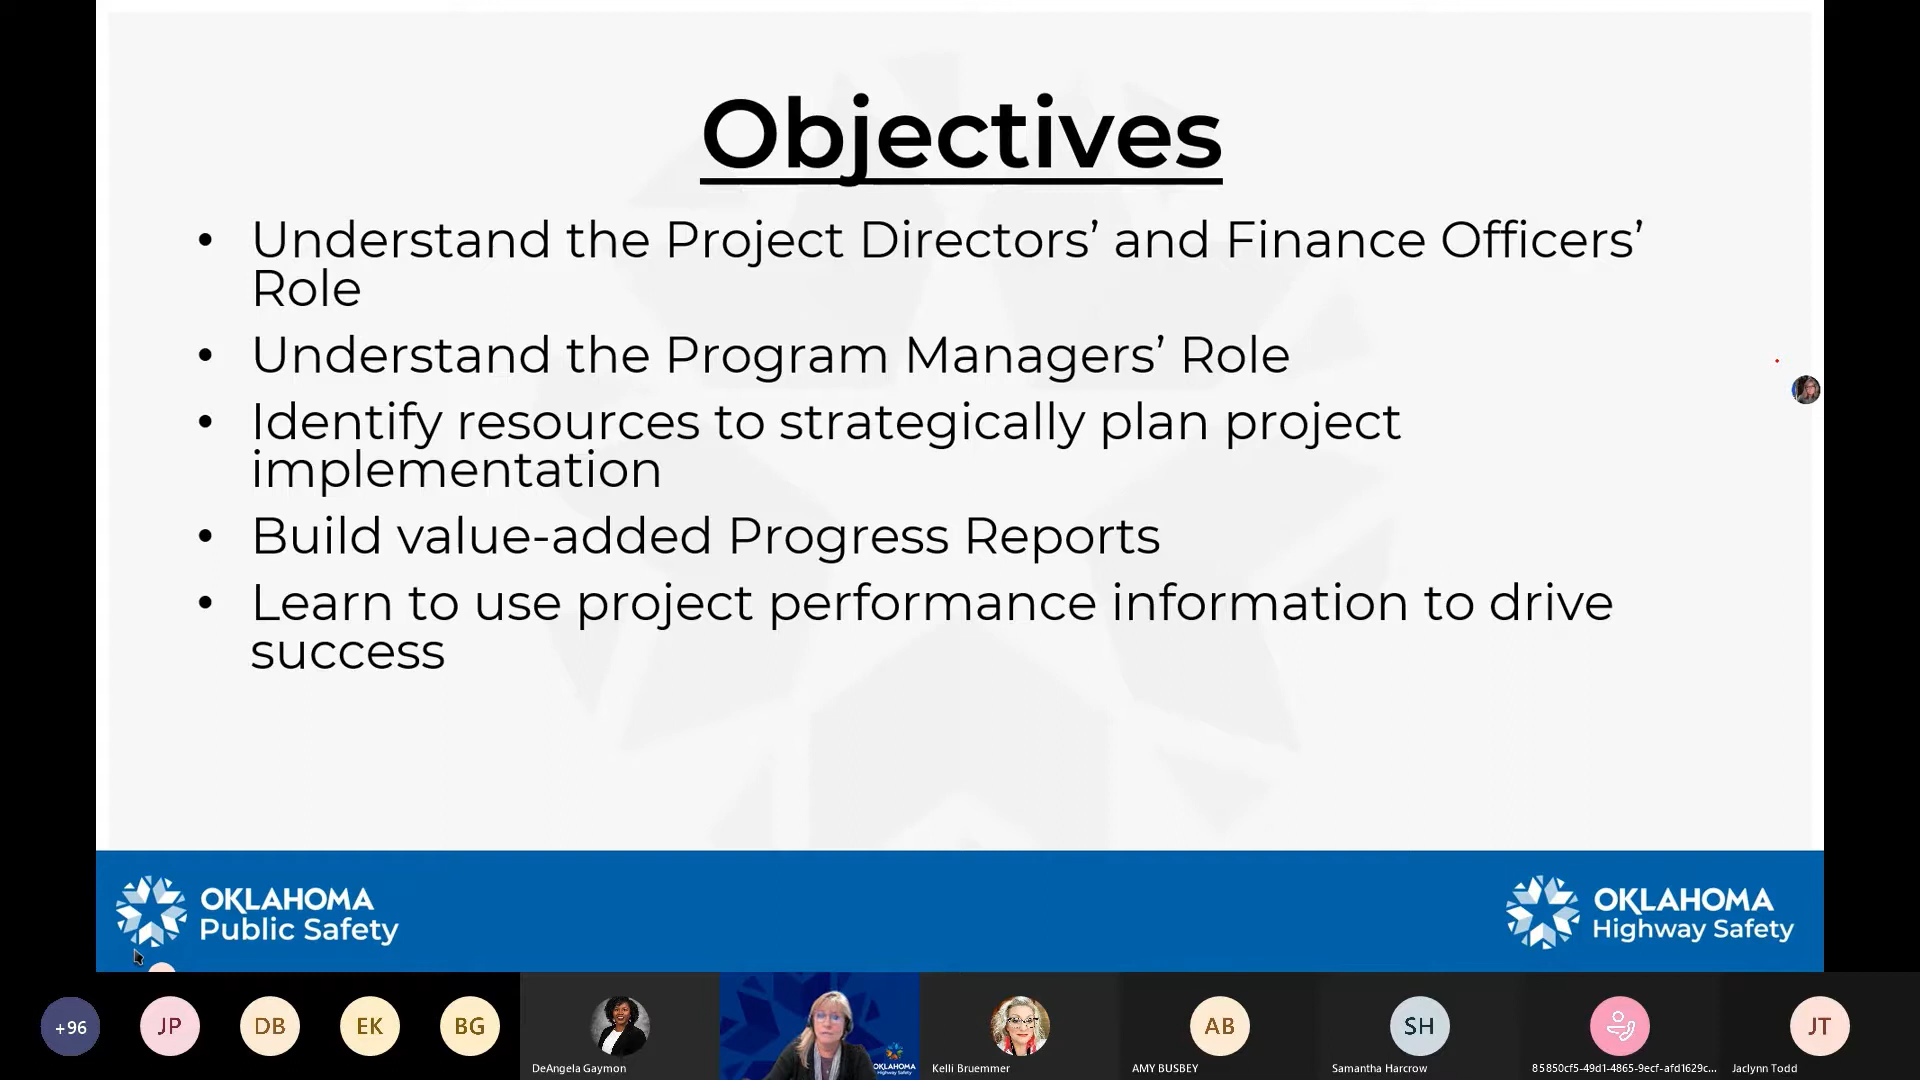 Objectives
• Understand the Project Directors’ and Finance Officers’
Role
• Understand the Program Managers’ Role
• Identify resources to strategically plan project
implementation
• Build value-added Progress Reports
• Learn to use project performance information to drive
success
OKLAHOMA
Public Safety
OKLAHOMA
Highway Safety
+96
JP
DB
EK
BG
DeAngela Gaymon
OKLAHOMA
Highway Safety
Kelli Bruemmer
AB
AMY BUSBEY
SH
Samantha Harcrow
85850cf5-49d1-4865-9ecf-afd1629c...
JT
Jaclynn Todd